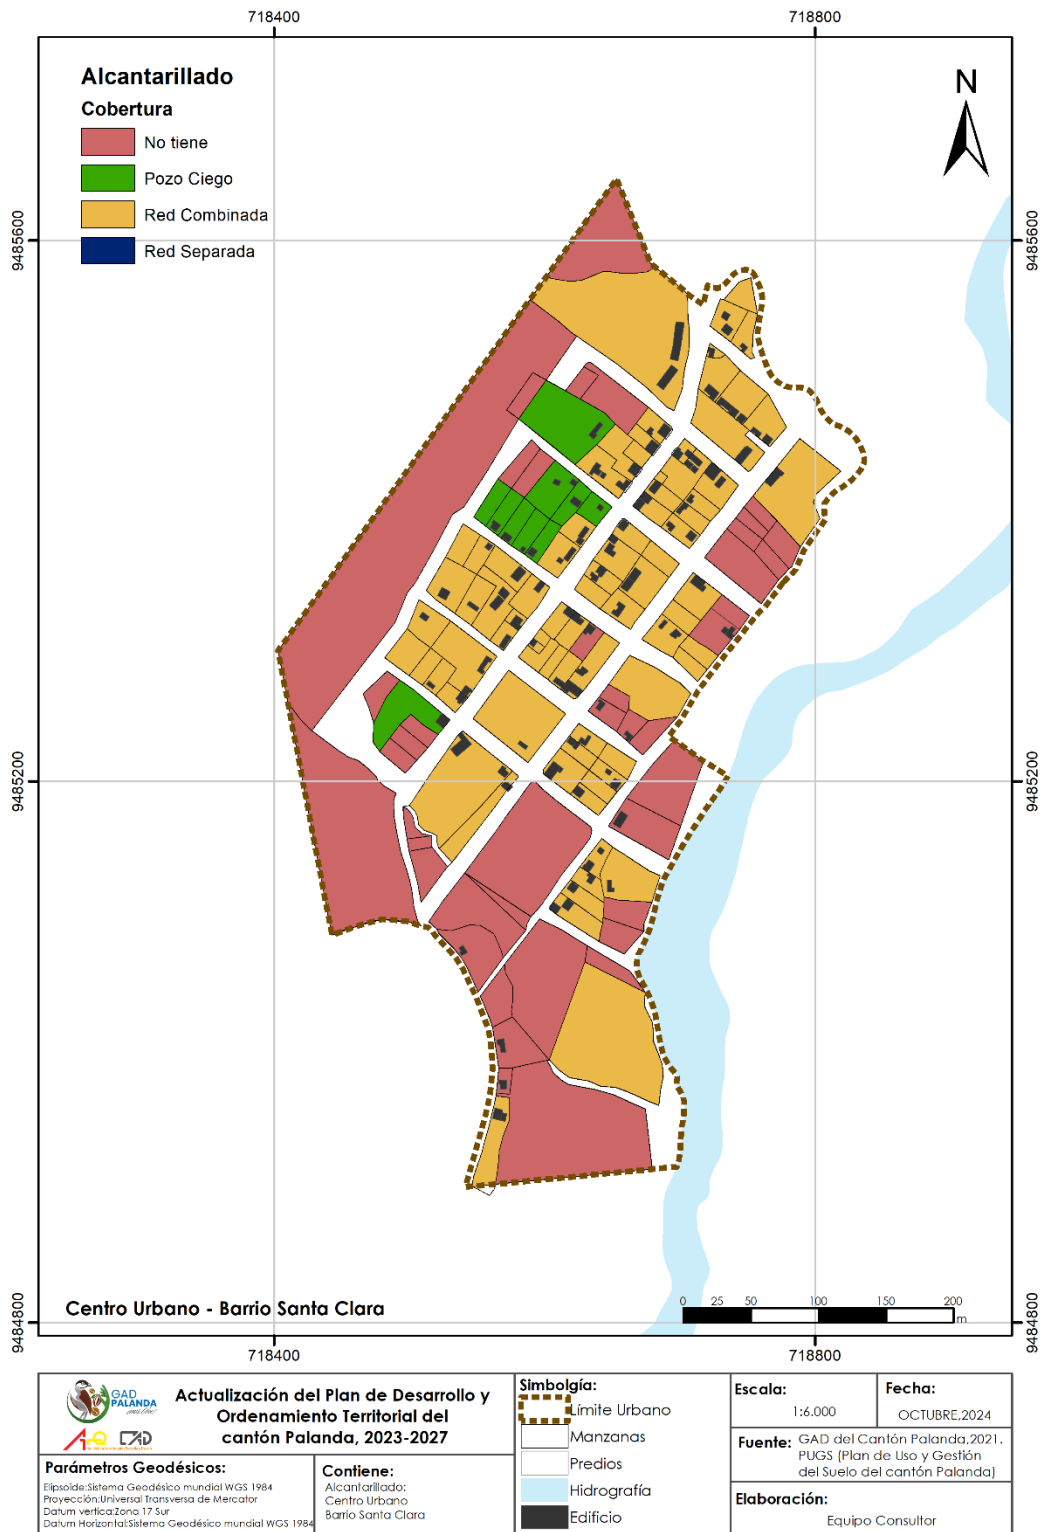 718400
718800
Alcantarillado
Cobertura
No tiene
Pozo Ciego
Red Combinada
Red Separada
N
9485600
9485600
9485200
9485200
9484800
9484800
Centro Urbano - Barrio Santa Clara
0 25 50 100 150 200
m
718400
718800
GAD
PALANDA
Actualización del Plan de Desarrollo y
Ordenamiento Territorial del
cantón Palanda, 2023-2027
Parámetros Geodésicos:
Elipsoide:Sistema Geodésico mundial WGS 1984
Proyección:Universal Transversa de Mercator
Datum vertica:Zona 17 Sur
Datum Horizontal:Sistema Geodésico mundial WGS 1984
Contiene:
Alcantarillado:
Centro Urbano
Barrio Santa Clara
Simbolgía:
Límite Urbano
Manzanas
Predios
Hidrografía
Edificio
Escala:
1:6.000
Fecha:
OCTUBRE,2024
Fuente: GAD del Cantón Palanda,2021.
PUGS (Plan de Uso y Gestión
del Suelo del cantón Palanda)
Elaboración:
Equipo Consultor